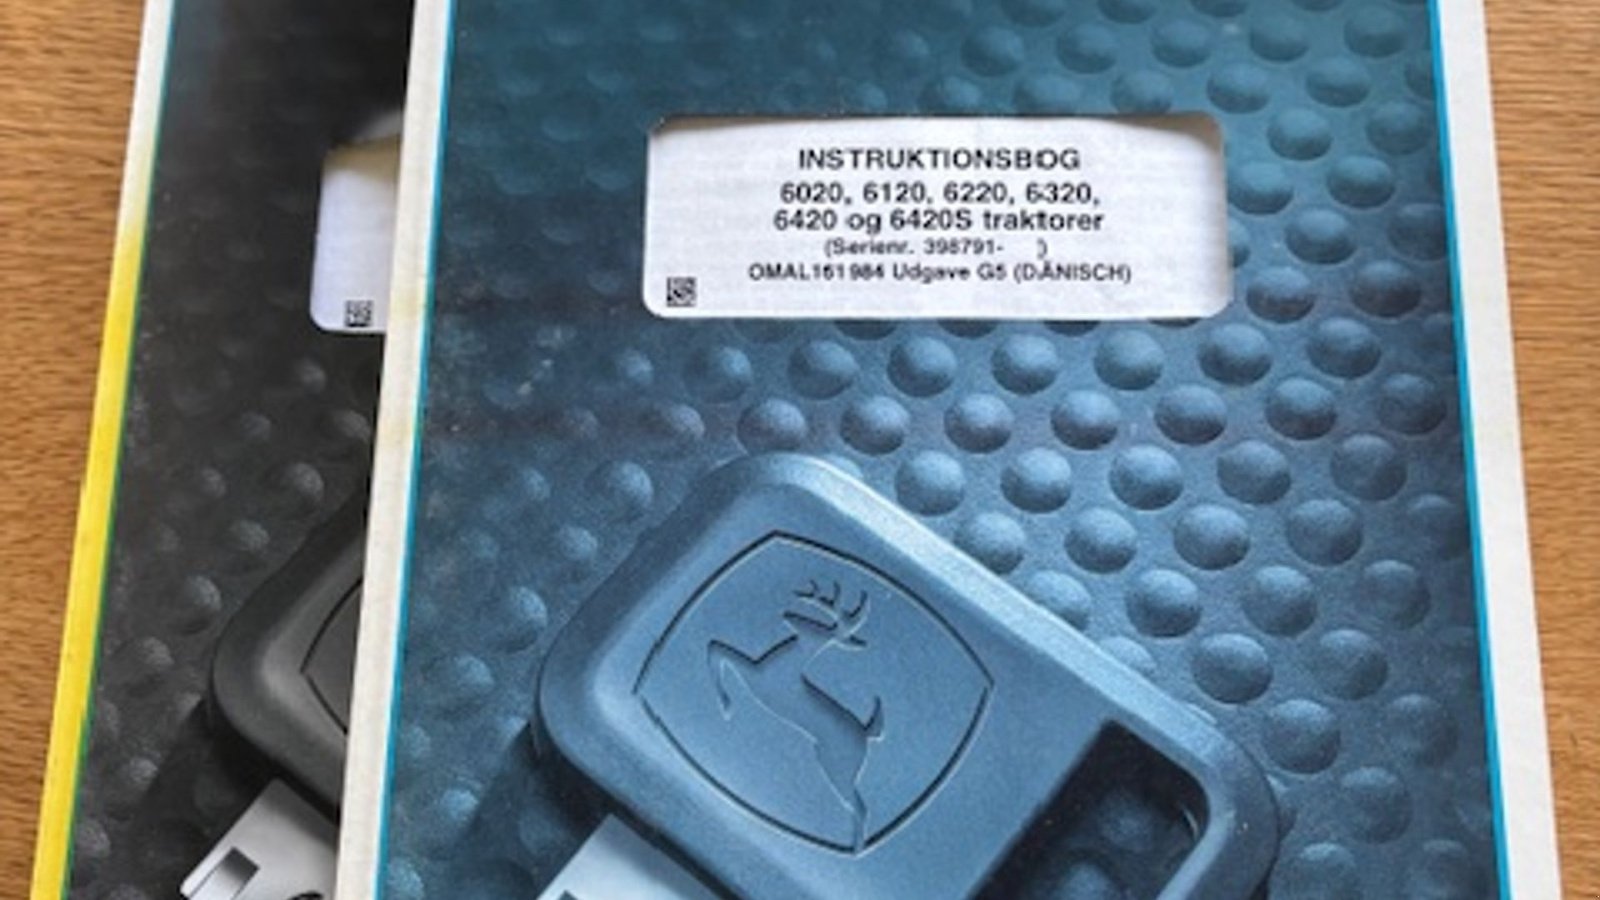 INSTRUKTIONSBOG
6020, 6120, 6220, 6320,
6420 og 6420S traktorer
(Serienr. 398791-    )
OMAL161984 Udgave G5 (DÄNISCH)